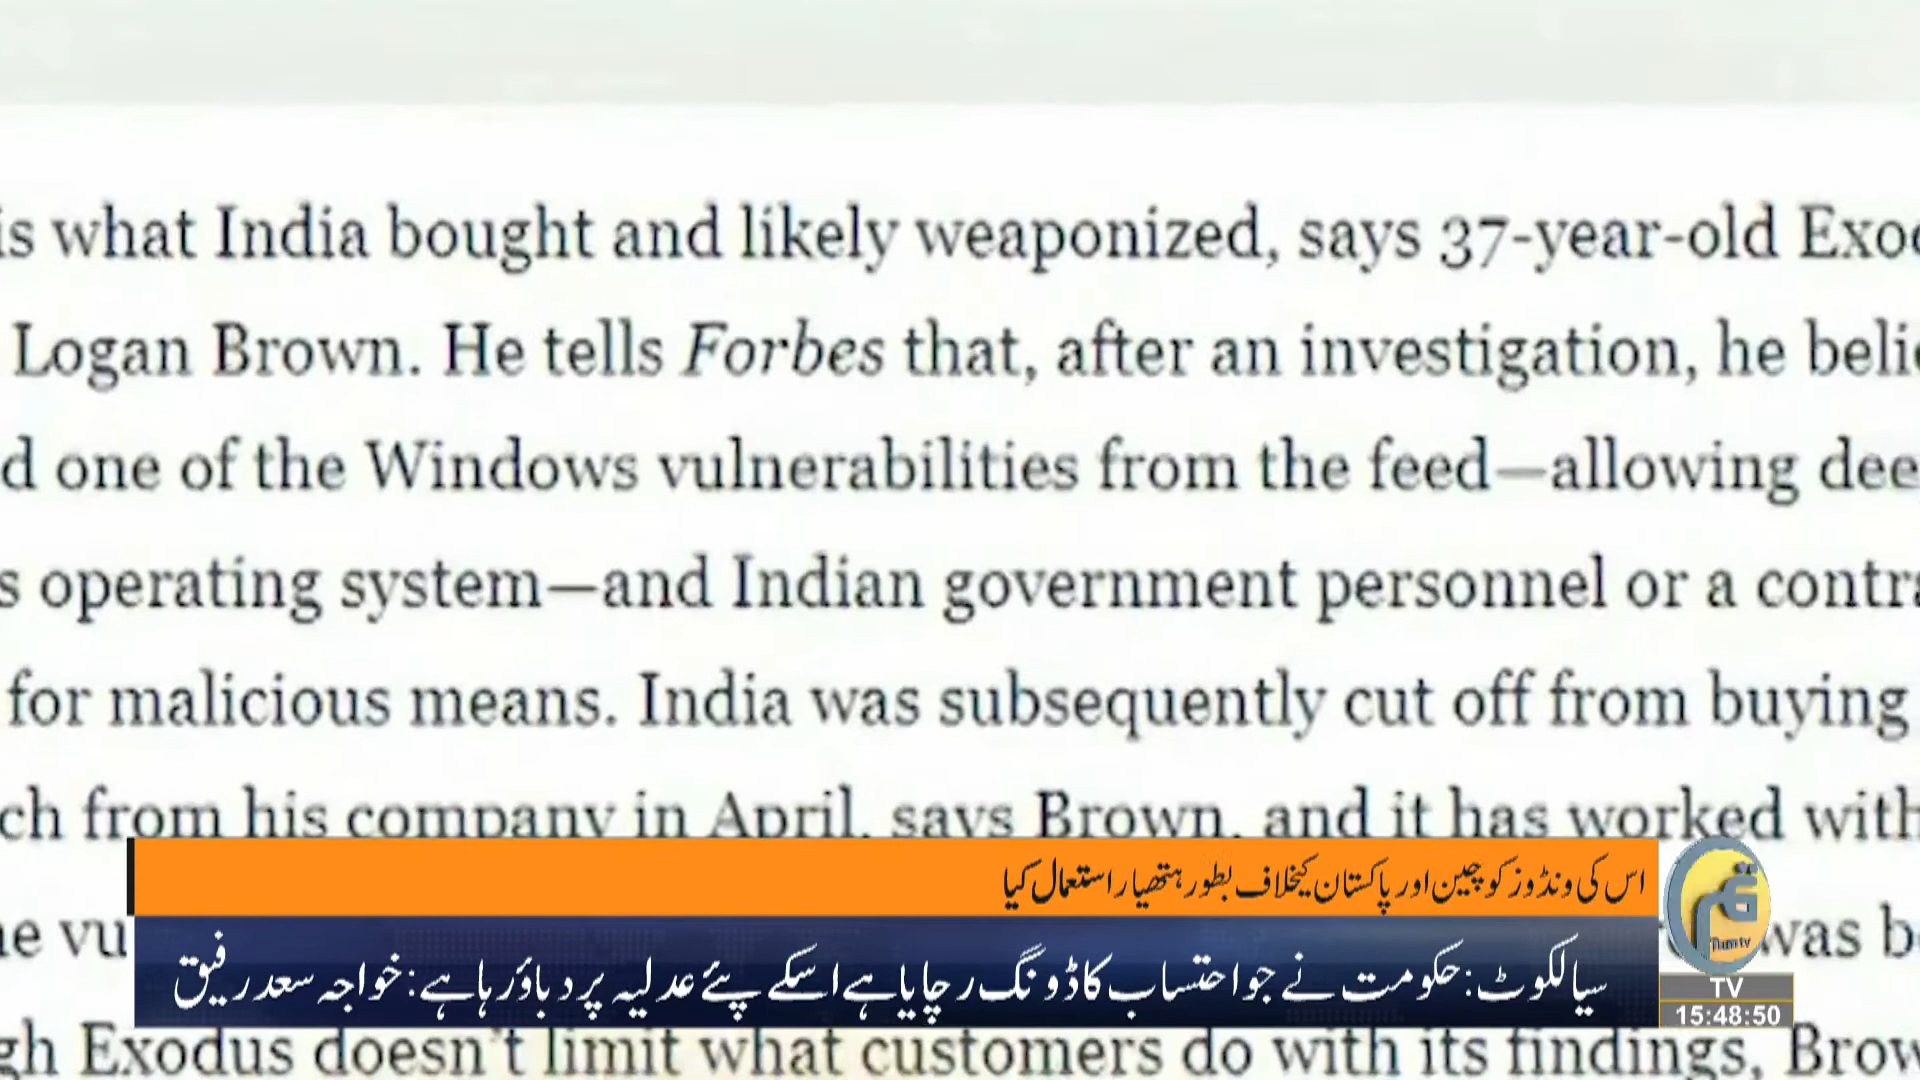 is what India bought and likely weaponized, says 37-year-old Exo
Logan Brown. He tells Forbes that, after an investigation, he beli
d one of the Windows vulnerabilities from the feed—allowing dee
s operating system—and Indian government personnel or a contra
for malicious means. India was subsequently cut off from buying
ch from his company in April, says Brown, and it has worked with
e vu
was b
gh Exodus doesn't limit what customers do with its findings, Brow
اس کی ونڈوز کو چین اور پاکستان کیخلاف بطور ہتھیار استعمال کیا
سیالکوٹ: حکومت نے جو احتساب کا ڈونگ رچایا ہے اسکے پئے عدلیہ پر دباؤ رہا ہے: خواجہ سعد رفیق
TV
15:48:50